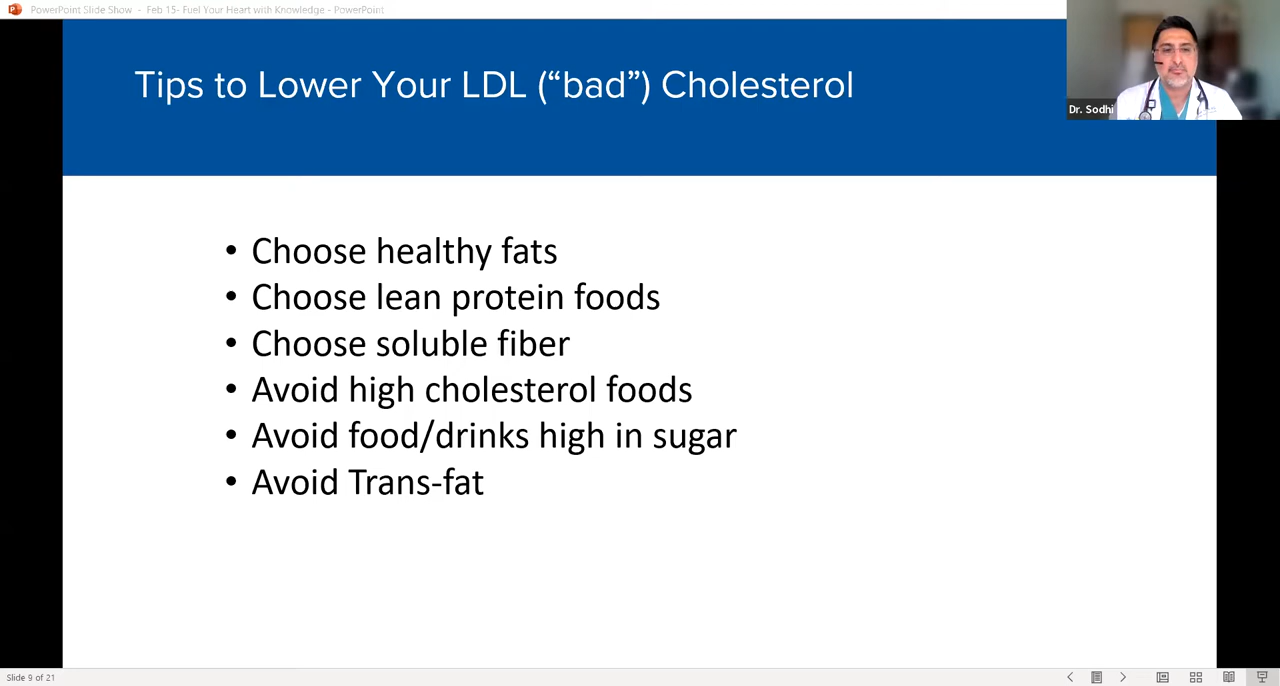 PowerPoint Slide Show - Feb 15- Fuel Your Heart with Knowledge - PowerPoint
Tips to Lower Your LDL (“bad”) Cholesterol
Dr. Sodhi
• Choose healthy fats
• Choose lean protein foods
• Choose soluble fiber
• Avoid high cholesterol foods
• Avoid food/drinks high in sugar
• Avoid Trans-fat
Slide 9 of 21